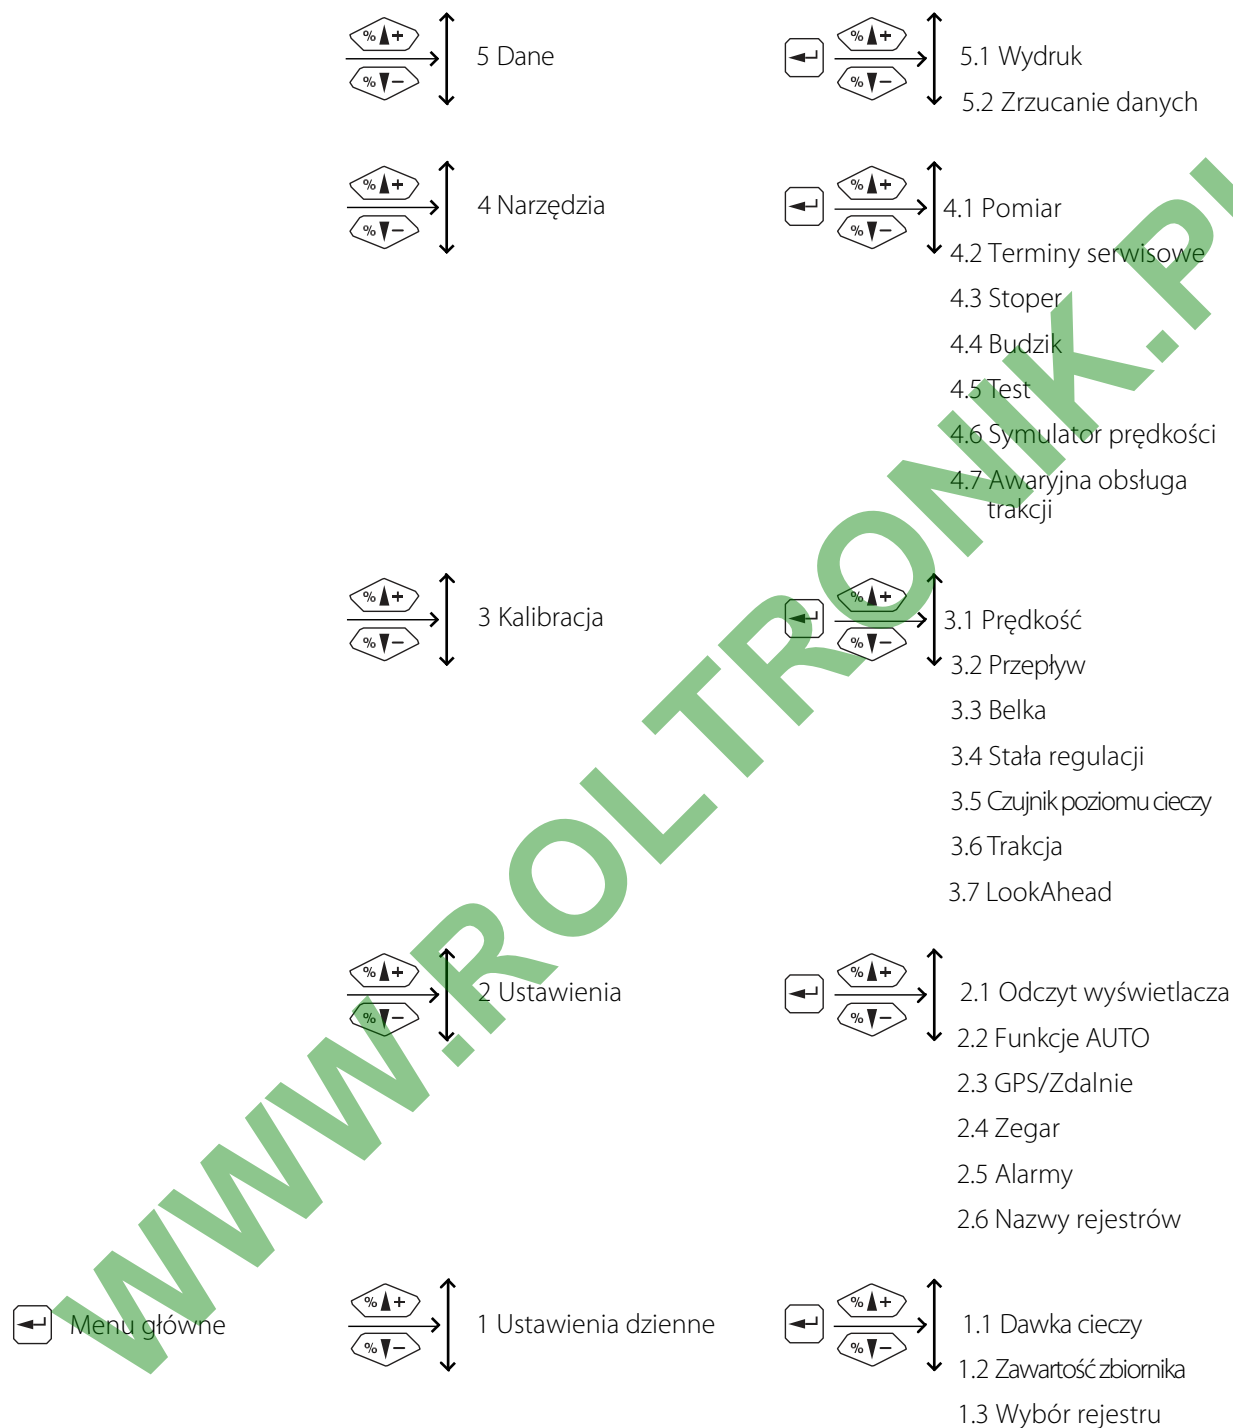 5 Dane
5.1 Wydruk
5.2 Zrzucanie danych
4 Narzędzia
4.1 Pomiar
4.2 Terminy serwisowe
4.3 Stoper
4.4 Budzik
4.5 Test
4.6 Symulator prędkości
4.7 Awaryjna obsługa
trakcji
3 Kalibracja
3.1 Prędkość
3.2 Przepływ
3.3 Belka
3.4 Stała regulacji
3.5 Czujnik poziomu cieczy
3.6 Trakcja
3.7 LookAhead
2 Ustawienia
2.1 Odczyt wyświetlacza
2.2 Funkcje AUTO
2.3 GPS/Zdalnie
2.4 Zegar
2.5 Alarmy
2.6 Nazwy rejestrów
Menu główne
1 Ustawienia dzienne
1.1 Dawka cieczy
1.2 Zawartość zbiornika
1.3 Wybór rejestru
% +
% −
% +
% −
% +
% −
% +
% −
% +
% −
% +
% −
% +
% −
% +
% −
% +
% −
% +
% −
WWW.ROLTRONIK.PL